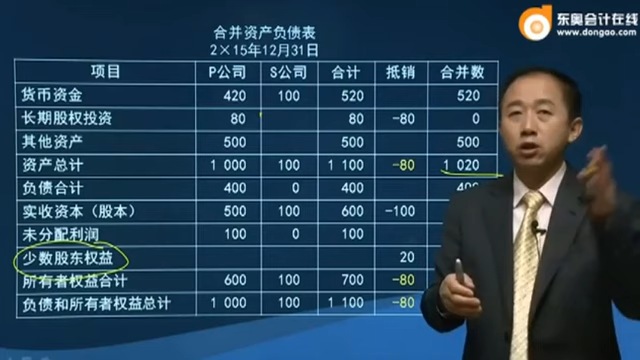 东奥会计在线
www.dongao.com
合并资产负债表
2×15年12月31日
项目 P公司 S公司 合计 抵销 合并数
货币资金 420 100 520 520
长期股权投资 80 80 -80 0
其他资产 500 500 500
资产总计 1 000 100 1 100 -80 1 020
负债合计 400 0 400 400
实收资本（股本） 500 100 600 -100
未分配利润 100 0 100
少数股东权益 20
所有者权益合计 600 100 700 -80
负债和所有者权益总计 1 000 100 1 100 -80